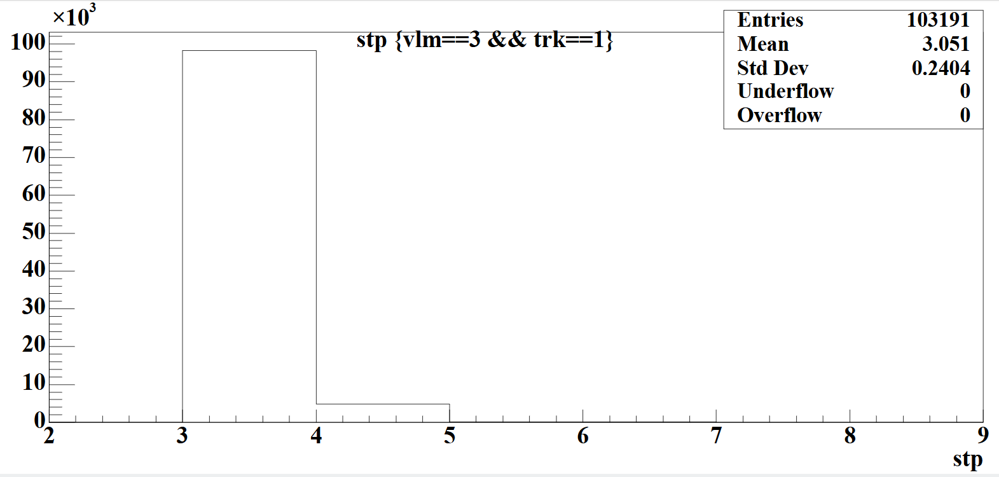 ×10³
stp {vlm==3 && trk==1}
Entries 103191
Mean 3.051
Std Dev 0.2404
Underflow 0
Overflow 0
100
90
80
70
60
50
40
30
20
10
0
2 3 4 5 6 7 8 9
stp